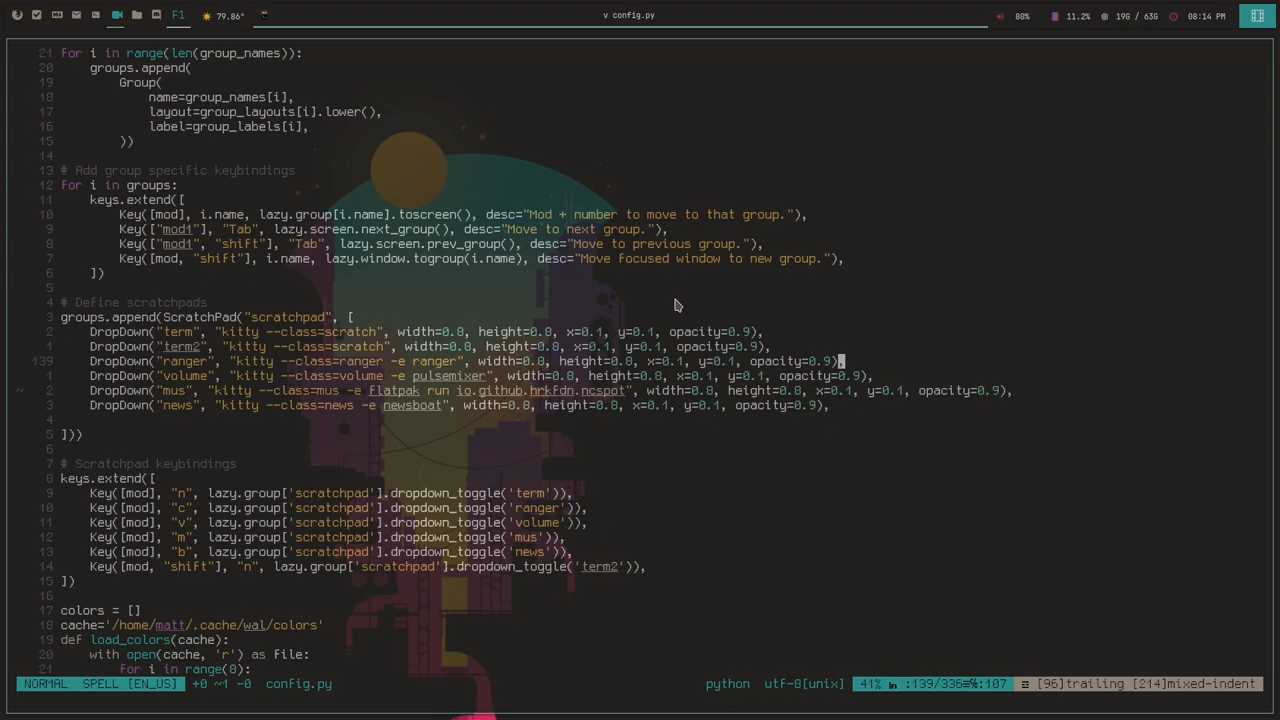 F1
79.86°
v config.py
80%
11.2%
19G / 63G
08:14 PM
21 For i in range(len(group_names)):
20     groups.append(
19         Group(
18             name=group_names[i],
17             layout=group_layouts[i].lower(),
16             label=group_labels[i],
15         ))
14
13 # Add group specific keybindings
12 For i in groups:
11     keys.extend([
10         Key([mod], i.name, lazy.group[i.name].toscreen(), desc="Mod + number to move to that group."),
9         Key(["mod1"], "Tab", lazy.screen.next_group(), desc="Move to next group."),
8         Key(["mod1", "shift"], "Tab", lazy.screen.prev_group(), desc="Move to previous group."),
7         Key([mod, "shift"], i.name, lazy.window.togroup(i.name), desc="Move focused window to new group."),
6     ])
5
4 # Define scratchpads
3 groups.append(ScratchPad("scratchpad", [
2     DropDown("term", "kitty --class=scratch", width=0.8, height=0.8, x=0.1, y=0.1, opacity=0.9),
1     DropDown("term2", "kitty --class=scratch", width=0.8, height=0.8, x=0.1, y=0.1, opacity=0.9),
139     DropDown("ranger", "kitty --class=ranger -e ranger", width=0.8, height=0.8, x=0.1, y=0.1, opacity=0.9),
1     DropDown("volume", "kitty --class=volume -e pulsemixer", width=0.8, height=0.8, x=0.1, y=0.1, opacity=0.9),
~ 2     DropDown("mus", "kitty --class=mus -e flatpak run io.github.hrkfdn.ncspot", width=0.8, height=0.8, x=0.1, y=0.1, opacity=0.9),
3     DropDown("news", "kitty --class=news -e newsboat", width=0.8, height=0.8, x=0.1, y=0.1, opacity=0.9),
4
5 ]))
6
7 # Scratchpad keybindings
8 keys.extend([
9     Key([mod], "n", lazy.group['scratchpad'].dropdown_toggle('term')),
10     Key([mod], "c", lazy.group['scratchpad'].dropdown_toggle('ranger')),
11     Key([mod], "v", lazy.group['scratchpad'].dropdown_toggle('volume')),
12     Key([mod], "m", lazy.group['scratchpad'].dropdown_toggle('mus')),
13     Key([mod], "b", lazy.group['scratchpad'].dropdown_toggle('news')),
14     Key([mod, "shift"], "n", lazy.group['scratchpad'].dropdown_toggle('term2')),
15 ])
16
17 colors = []
18 cache='/home/matt/.cache/wal/colors'
19 def load_colors(cache):
20     with open(cache, 'r') as file:
21         For i in range(8):
NORMAL SPELL [EN_US] +0 ~1 -0 config.py
python utf-8[unix] 41% ㏑ :139/336≡℅:107 Ξ [96]trailing [214]mixed-indent